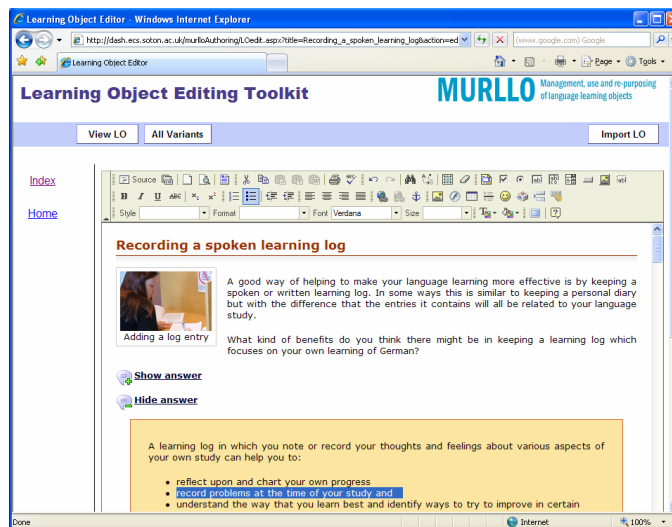 Learning Object Editor - Windows Internet Explorer
http://dash.ecs.soton.ac.uk/murlloAuthoring/LOedit.aspx?title=Recording_a_spoken_learning_log&action=ed
{www.google.com} Google
Learning Object Editor
Page
Tools
Learning Object Editing Toolkit
MURLLO
Management, use and re-purposing
of language learning objects
View LO
All Variants
Import LO
Index
Home
Source
B I U ABC x₂ x²
Style
Format
Font Verdana
Size
Recording a spoken learning log
A good way of helping to make your language learning more effective is by keeping a
spoken or written learning log. In some ways this is similar to keeping a personal diary
but with the difference that the entries it contains will all be related to your language
study.
Adding a log entry
What kind of benefits do you think there might be in keeping a learning log which
focuses on your own learning of German?
Show answer
Hide answer
A learning log in which you note or record your thoughts and feelings about various aspects of
your own study can help you to:
• reflect upon and chart your own progress
• record problems at the time of your study and
• understand the way that you learn best and identify ways to try to improve in certain
Done
Internet
100%